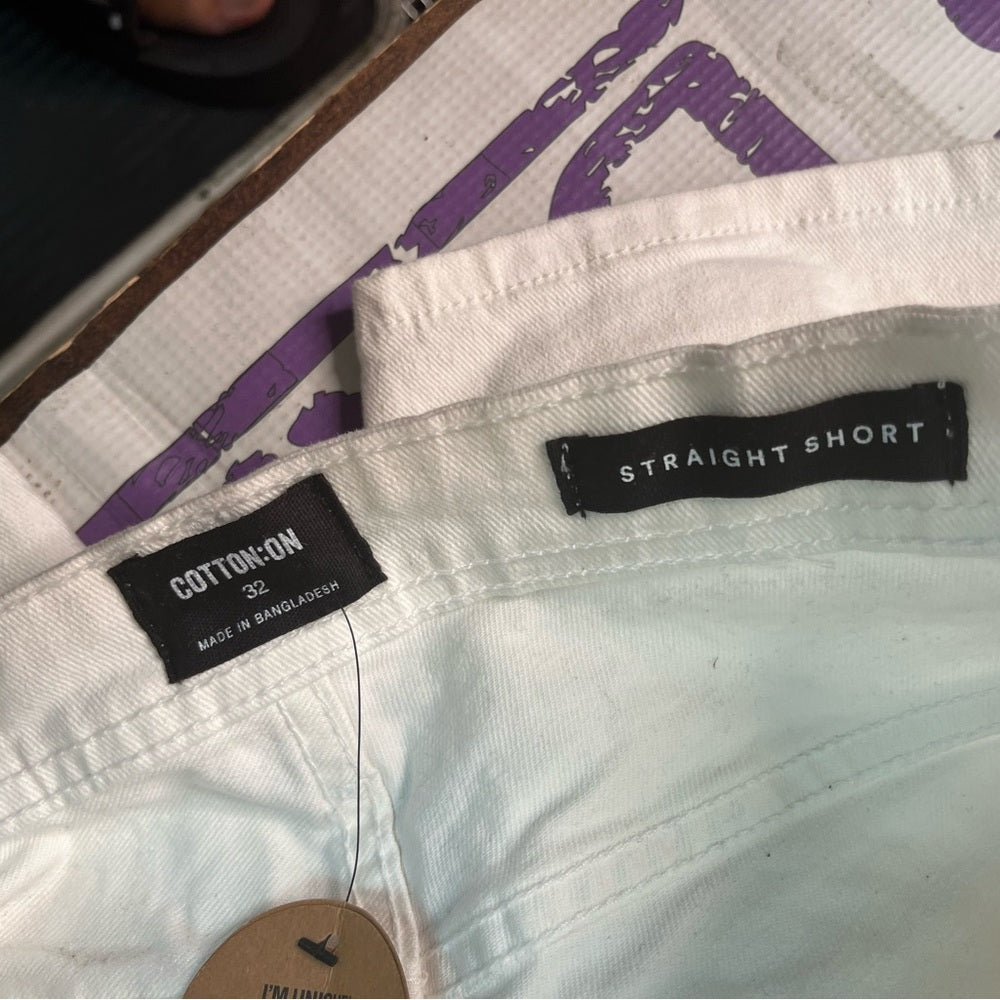 COTTON:ON
32
MADE IN BANGLADESH
STRAIGHT SHORT
I'M